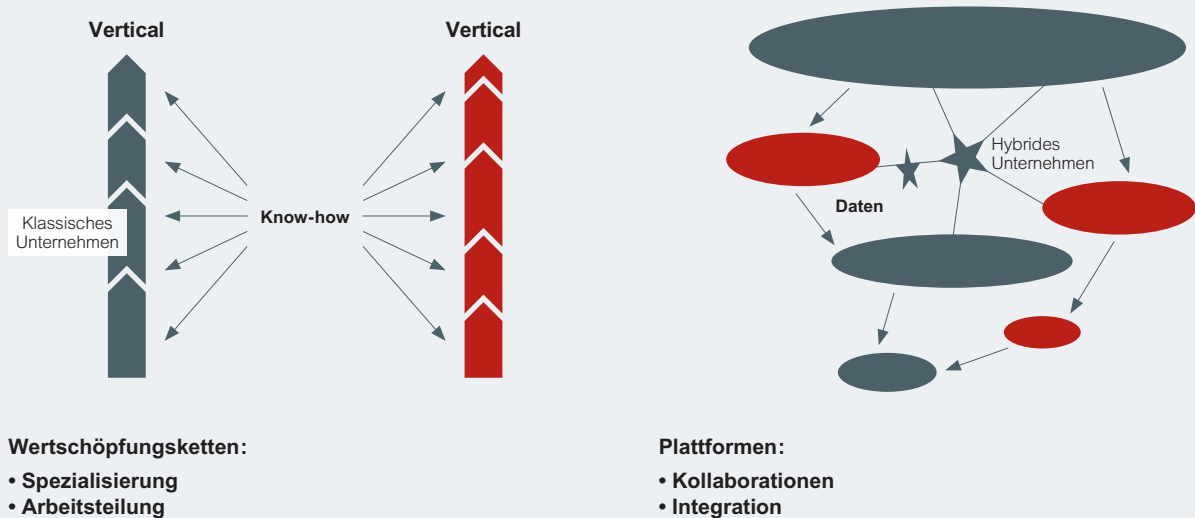 Vertical
Vertical
Klassisches
Unternehmen
Know-how
Hybrides
Unternehmen
Daten
Wertschöpfungsketten:
• Spezialisierung
• Arbeitsteilung
Plattformen:
• Kollaborationen
• Integration